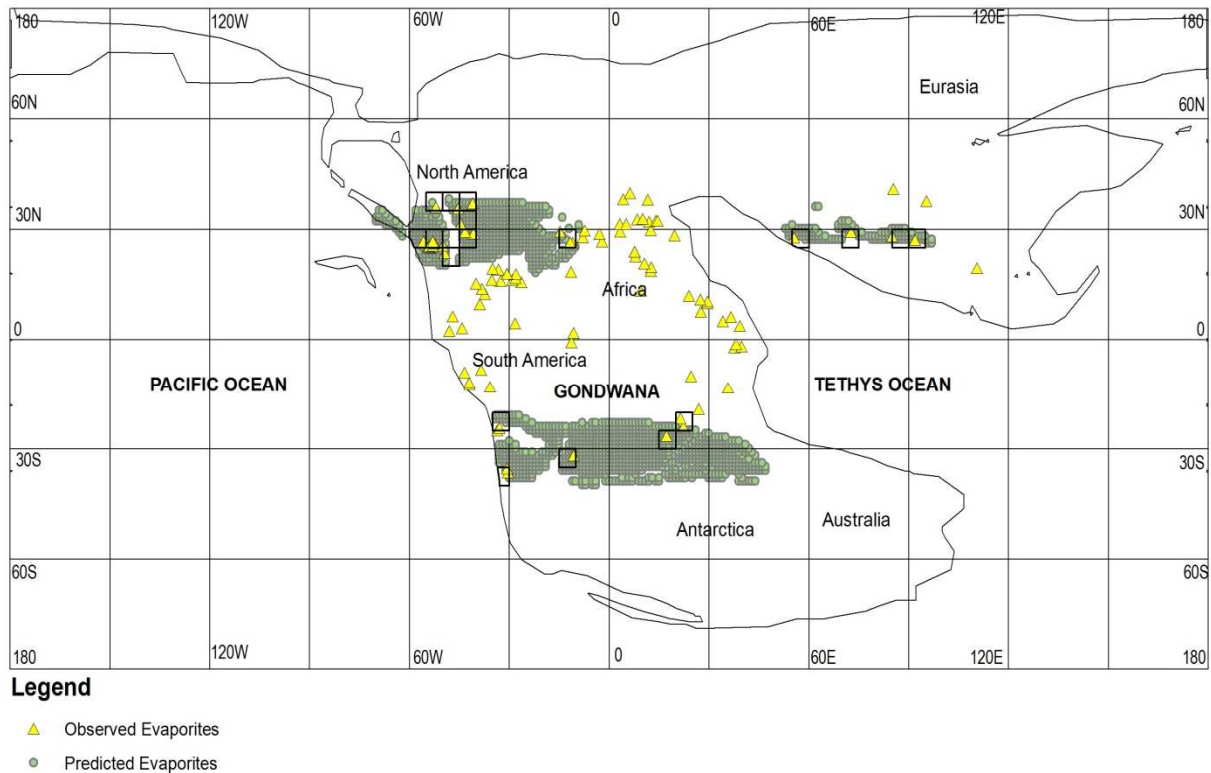 180 120W 60W 0 60E 120E 180
Eurasia
60N 60N
North America
30N 30N
Africa
0 0
South America
PACIFIC OCEAN GONDWANA TETHYS OCEAN
30S 30S
Antarctica Australia
60S 60S
180 120W 60W 0 60E 120E 180
Legend
Observed Evaporites
Predicted Evaporites